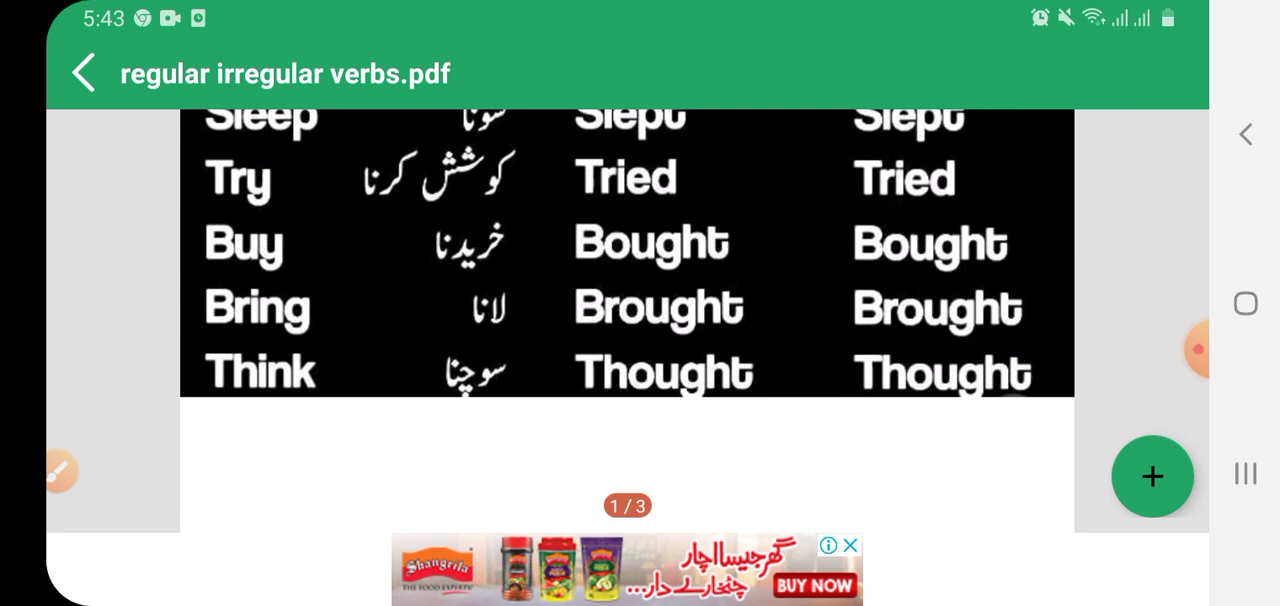 5:43
regular irregular verbs.pdf
Sleep سونا Slept Slept
Try کوشش کرنا Tried Tried
Buy خریدنا Bought Bought
Bring لانا Brought Brought
Think سوچنا Thought Thought
1 / 3
Shangrila
THE FOOD EXPERTS
گھر جیسا اچار
چٹخارے دار...
BUY NOW